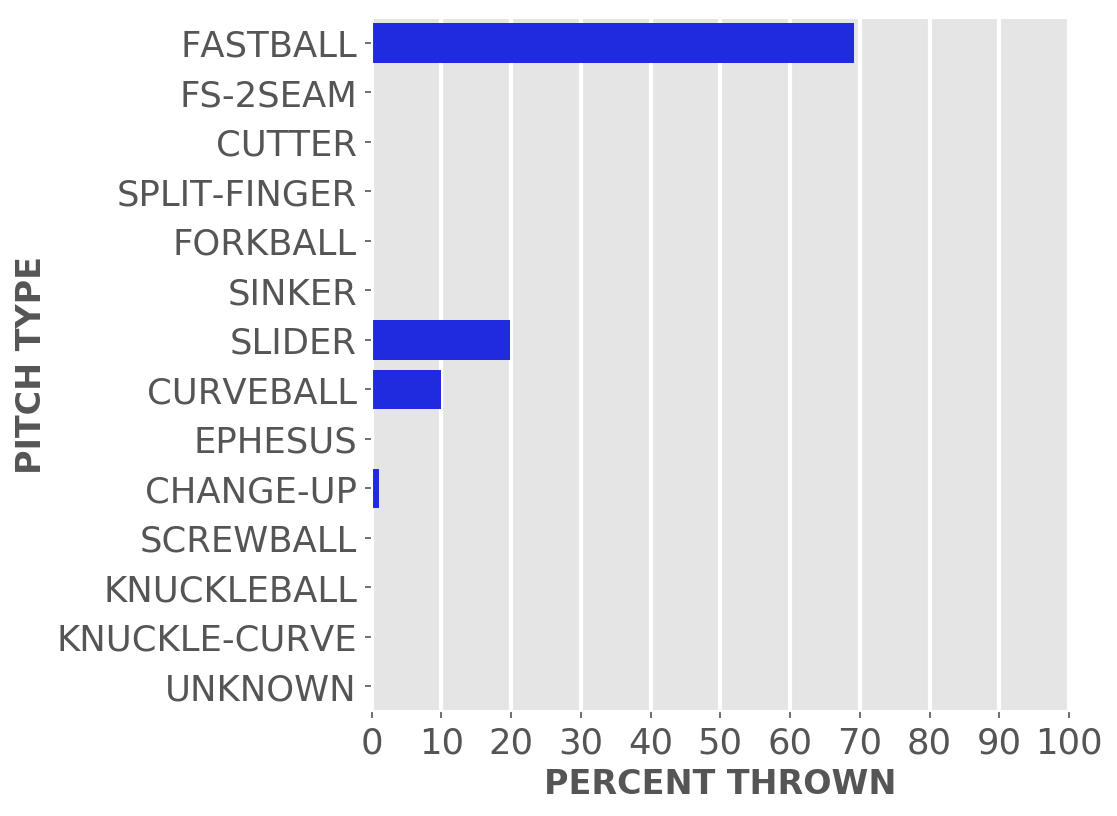 FASTBALL
FS-2SEAM
CUTTER
SPLIT-FINGER
FORKBALL
SINKER
SLIDER
CURVEBALL
EPHESUS
CHANGE-UP
SCREWBALL
KNUCKLEBALL
KNUCKLE-CURVE
UNKNOWN
PITCH TYPE
0 10 20 30 40 50 60 70 80 90 100
PERCENT THROWN